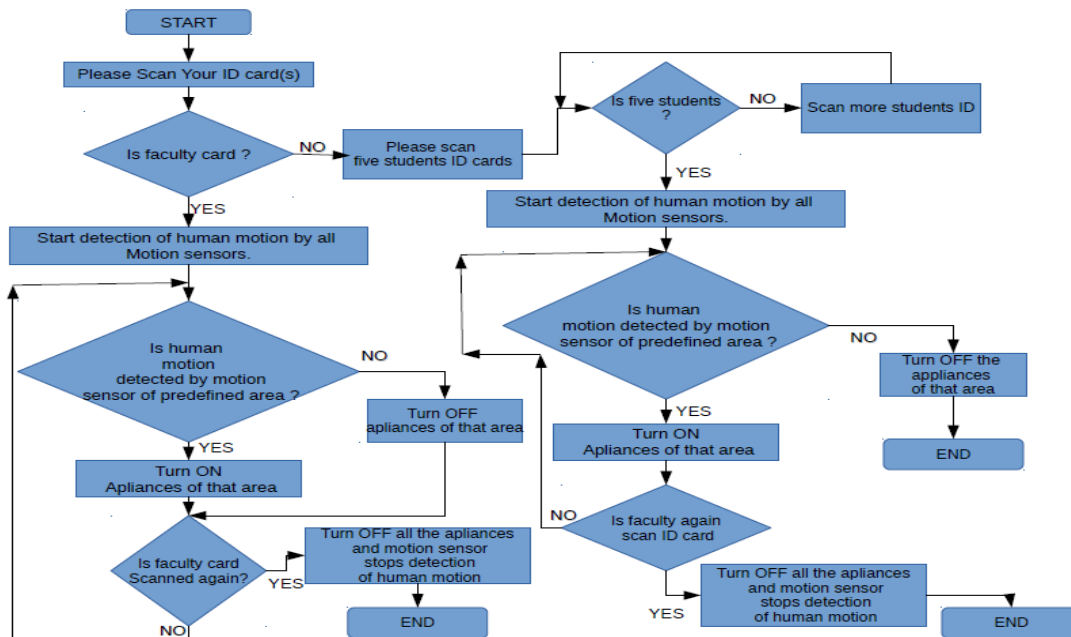 START
Please Scan Your ID card(s)
Is faculty card ?
NO
Please scan
five students ID cards
Is five students
?
NO
Scan more students ID
YES
Start detection of human motion by all
Motion sensors.
YES
Start detection of human motion by all
Motion sensors.
Is human
motion
detected by motion
sensor of predefined area ?
NO
Turn OFF
apliances of that area
YES
Turn ON
Apliances of that area
Is faculty card
Scanned again?
YES
Turn OFF all the apliances
and motion sensor
stops detection
of human motion
END
NO
Is human
motion detected by motion
sensor of predefined area ?
NO
Turn OFF the
appliances
of that area
END
YES
Turn ON
Apliances of that area
NO
Is faculty again
scan ID card
YES
Turn OFF all the apliances
and motion sensor
stops detection
of human motion
END